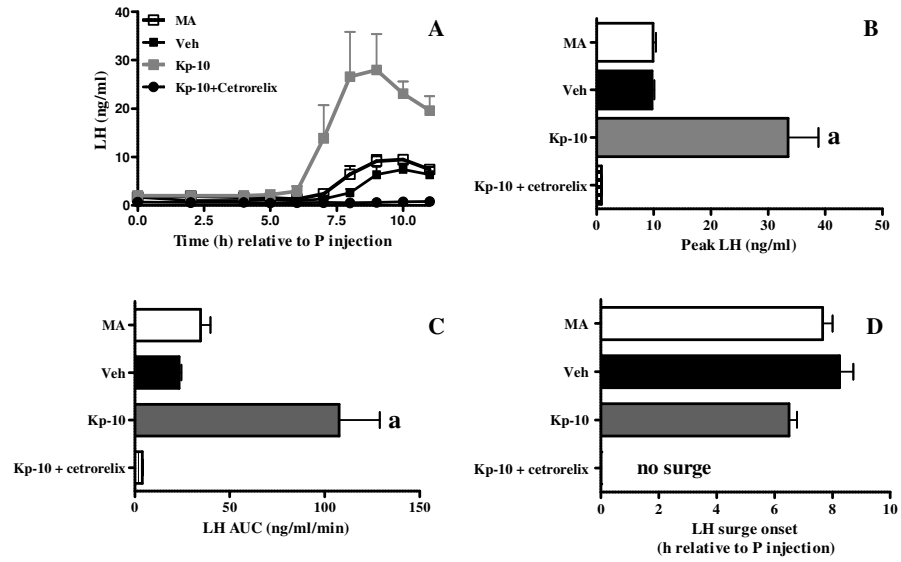 40
30
20
10
0
LH (ng/ml)
MA
Veh
Kp-10
Kp-10+Cetrorelix
A
0.0 2.5 5.0 7.5 10.0
Time (h) relative to P injection
B
MA
Veh
Kp-10
Kp-10 + cetrorelix
a
0 10 20 30 40 50
Peak LH (ng/ml)
C
MA
Veh
Kp-10
Kp-10 + cetrorelix
a
0 50 100 150
LH AUC (ng/ml/min)
D
MA
Veh
Kp-10
Kp-10 + cetrorelix
no surge
0 2 4 6 8 10
LH surge onset
(h relative to P injection)